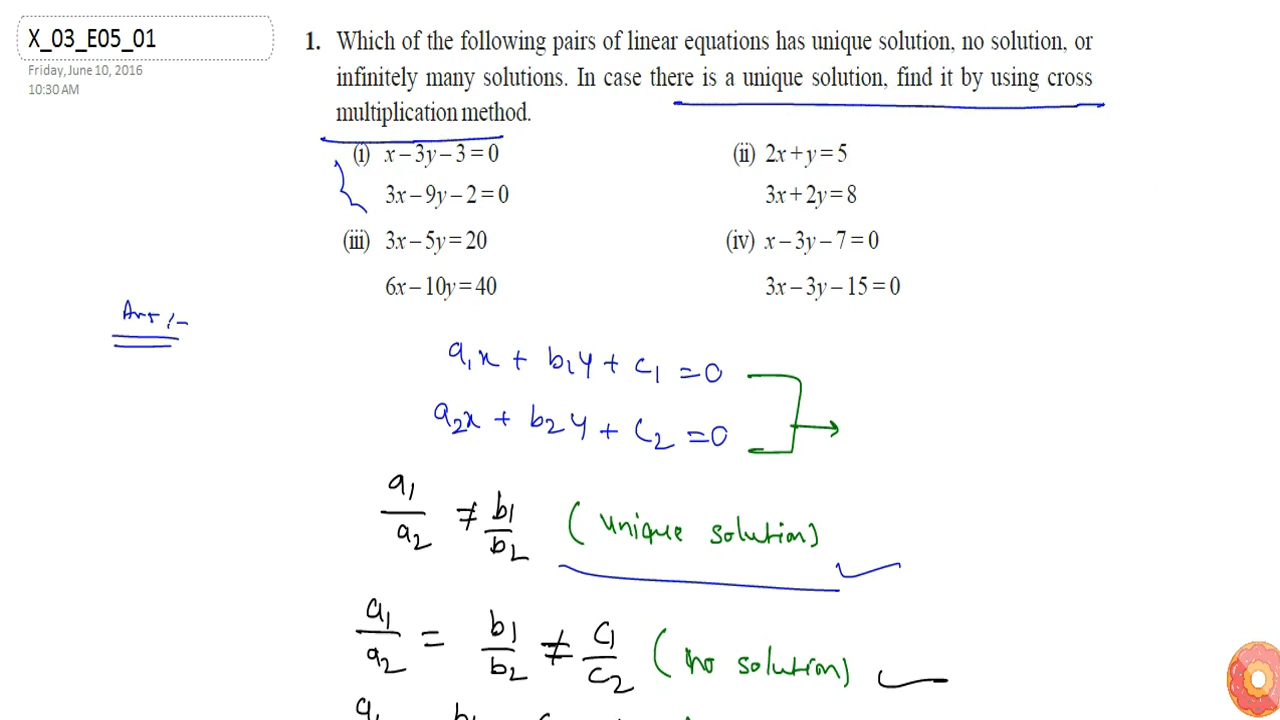 X_03_E05_01
Friday, June 10, 2016
10:30 AM
1. Which of the following pairs of linear equations has unique solution, no solution, or
infinitely many solutions. In case there is a unique solution, find it by using cross
multiplication method.
(i) x – 3y – 3 = 0 (ii) 2x + y = 5
3x – 9y – 2 = 0 3x + 2y = 8
(iii) 3x – 5y = 20 (iv) x – 3y – 7 = 0
6x – 10y = 40 3x – 3y – 15 = 0
a₁x + b₁y + c₁ = 0
a₂x + b₂y + c₂ = 0
a₁/a₂ ≠ b₁/b₂ (unique solution)
a₁/a₂ = b₁/b₂ ≠ c₁/c₂ (no solution)